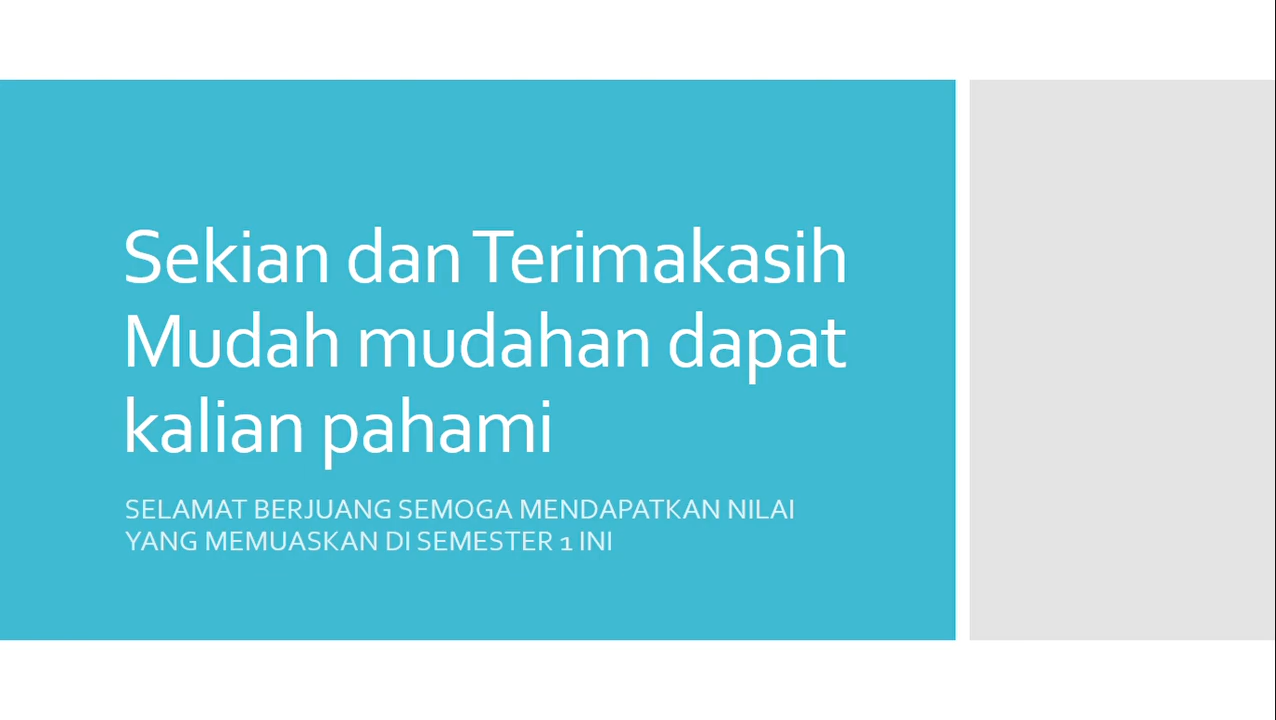 Sekian dan Terimakasih
Mudah mudahan dapat
kalian pahami
SELAMAT BERJUANG SEMOGA MENDAPATKAN NILAI
YANG MEMUASKAN DI SEMESTER 1 INI